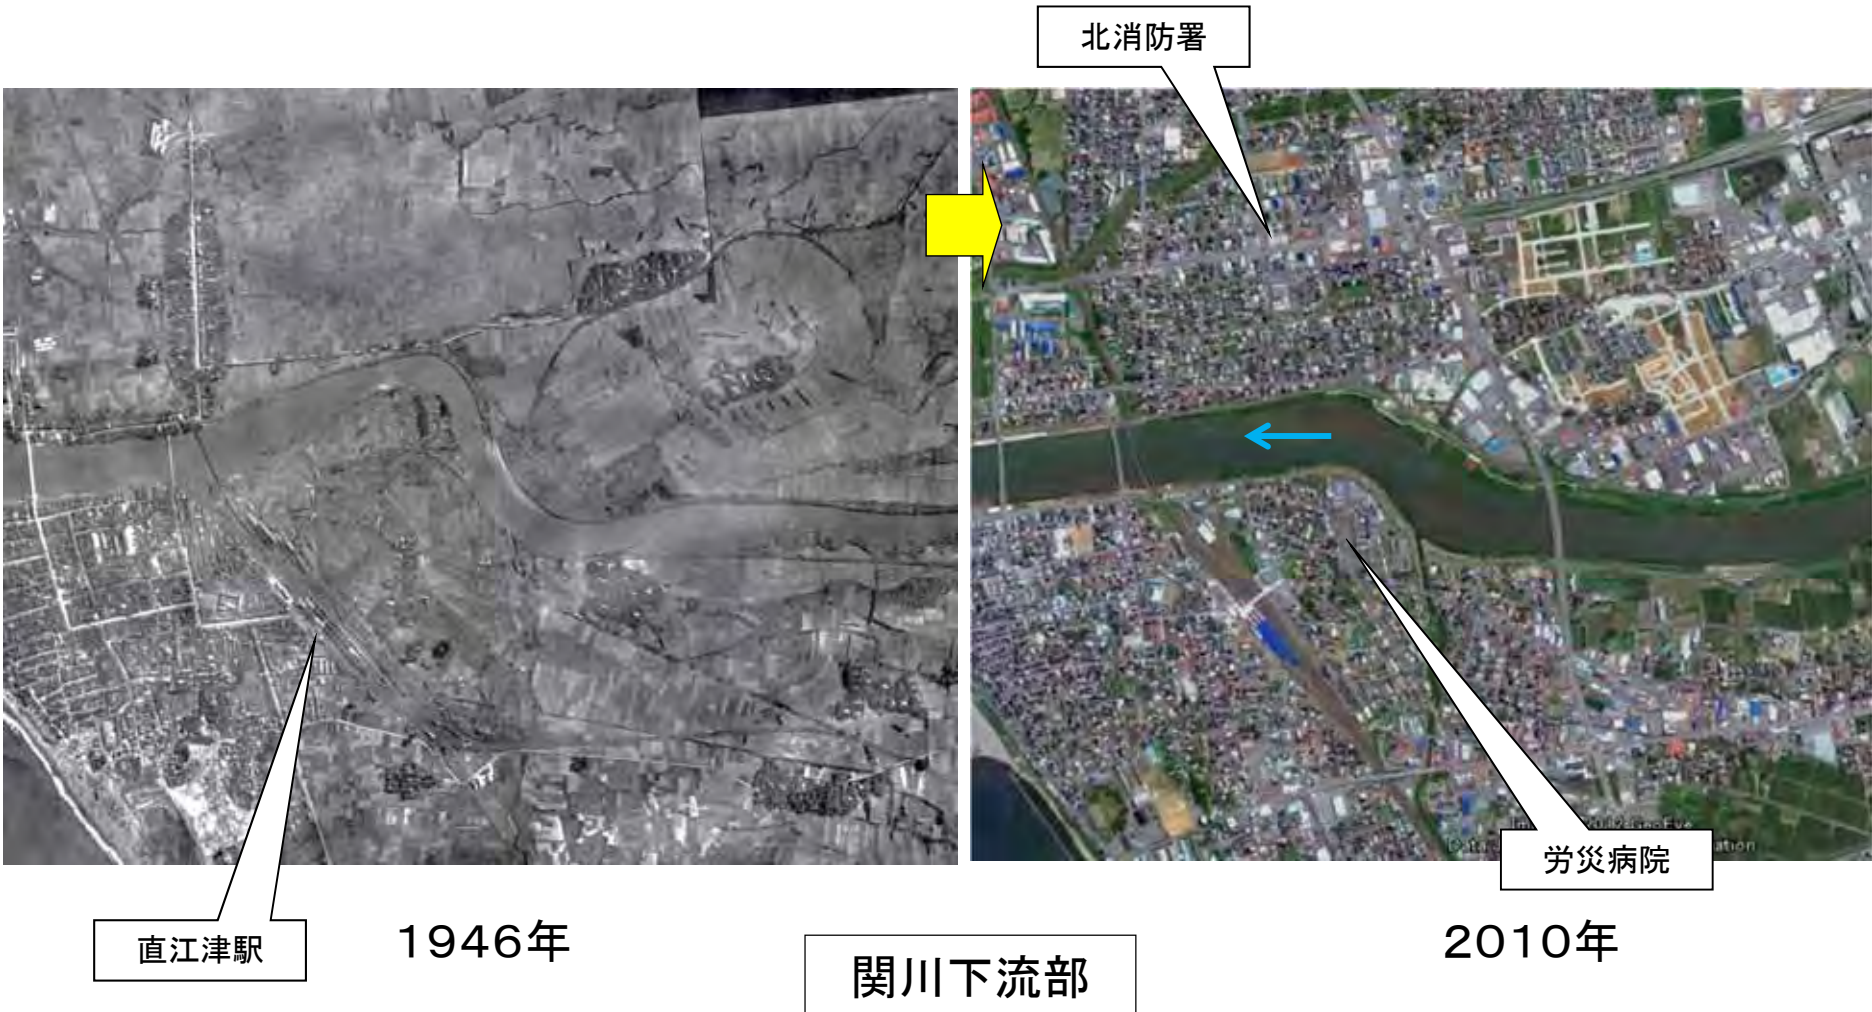 北消防署
労災病院
直江津駅
1946年
2010年
関川下流部